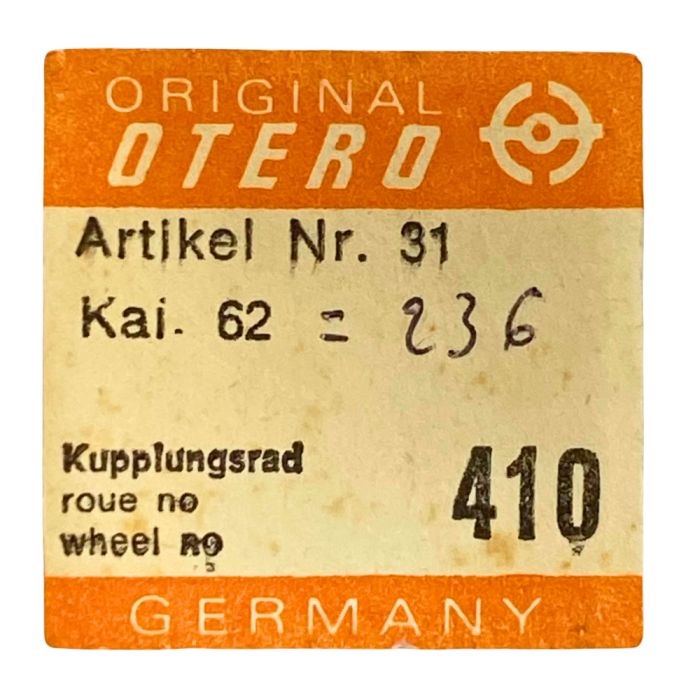 ORIGINAL
OTERO
Artikel Nr. 31
Kai. 62 = 236
Kupplungsrad
roue no
wheel no
410
GERMANY